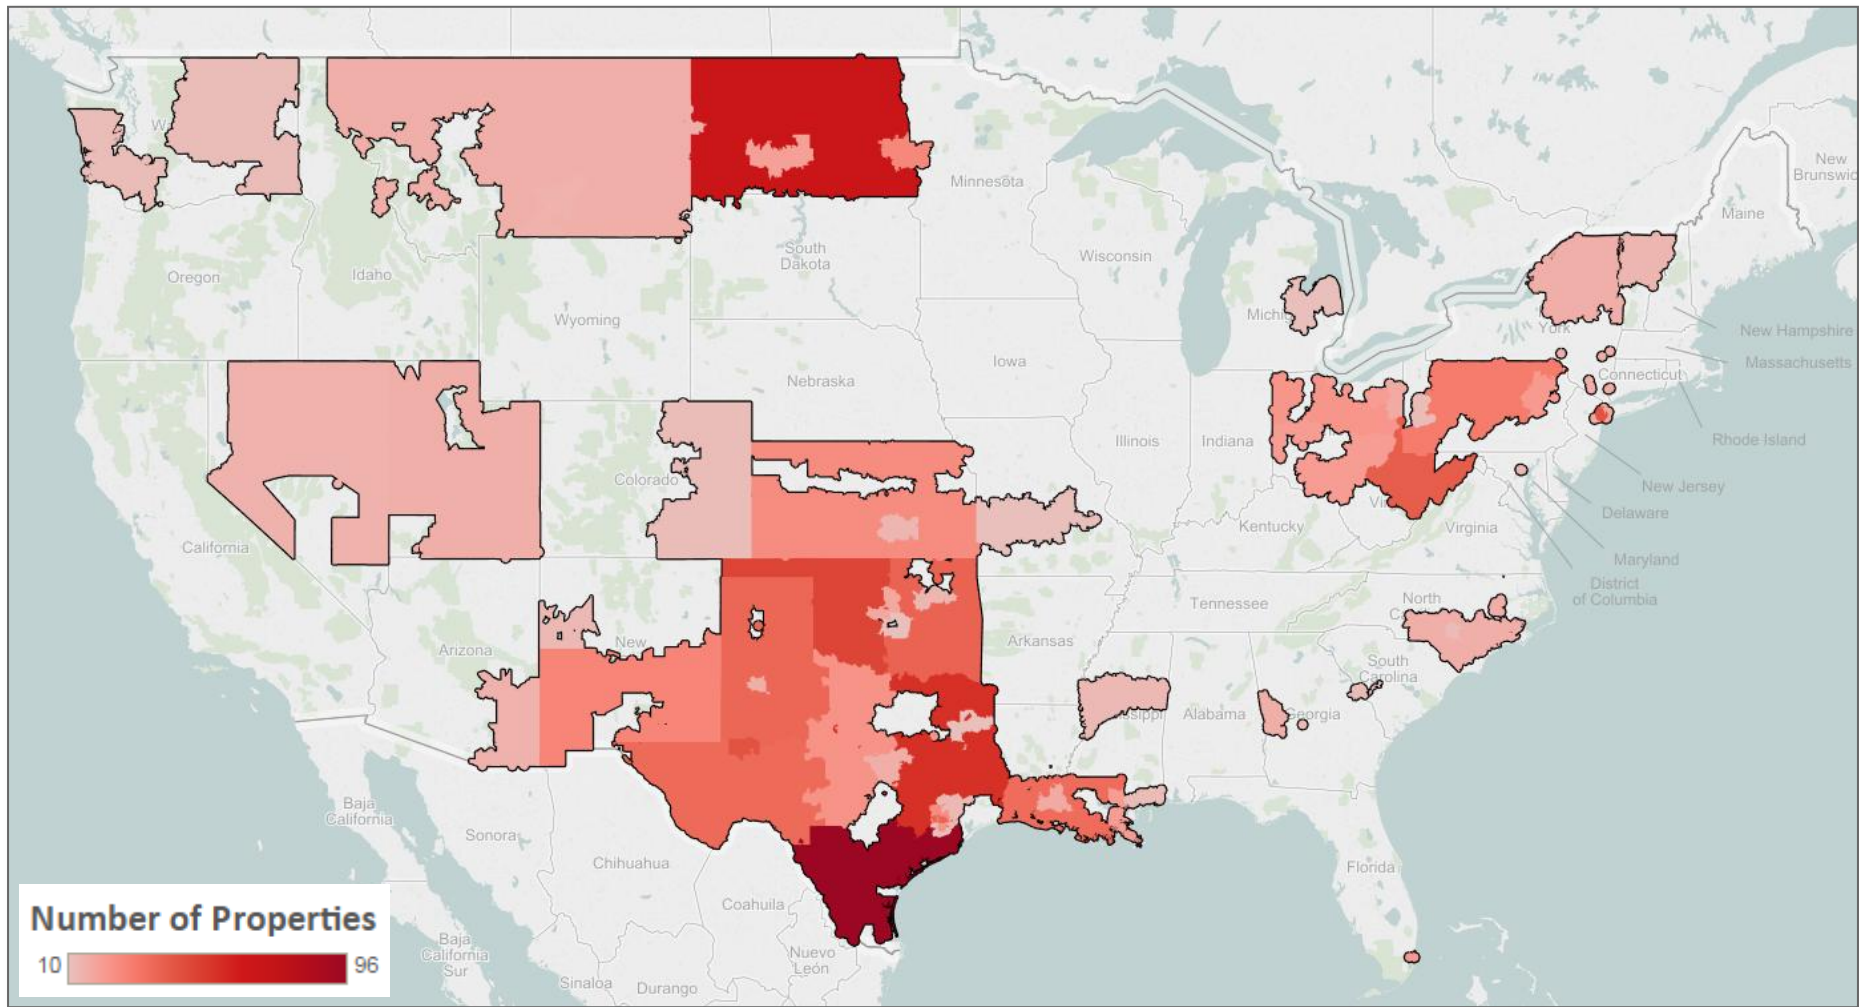 New
Brunswic
W
Minnesota
Maine
South
Dakota
Wisconsin
Oregon
Idaho
Wyoming
Michig
York
New Hampshire
Massachusetts
Iowa
Nebraska
Connecticut
Illinois
Indiana
Rhode Island
Colorado
New Jersey
Delaware
Kentucky
Virginia
California
Maryland
District
of Columbia
Tennessee
North
C
New
Arizona
Arkansas
South
Carolina
ssippi
Alabama
Georgia
Baja
California
Sonora
Chihuahua
Florida
Coahuila
Number of Properties
10
96
Baja
California
Sur
Nuevo
León
Sinaloa
Durango